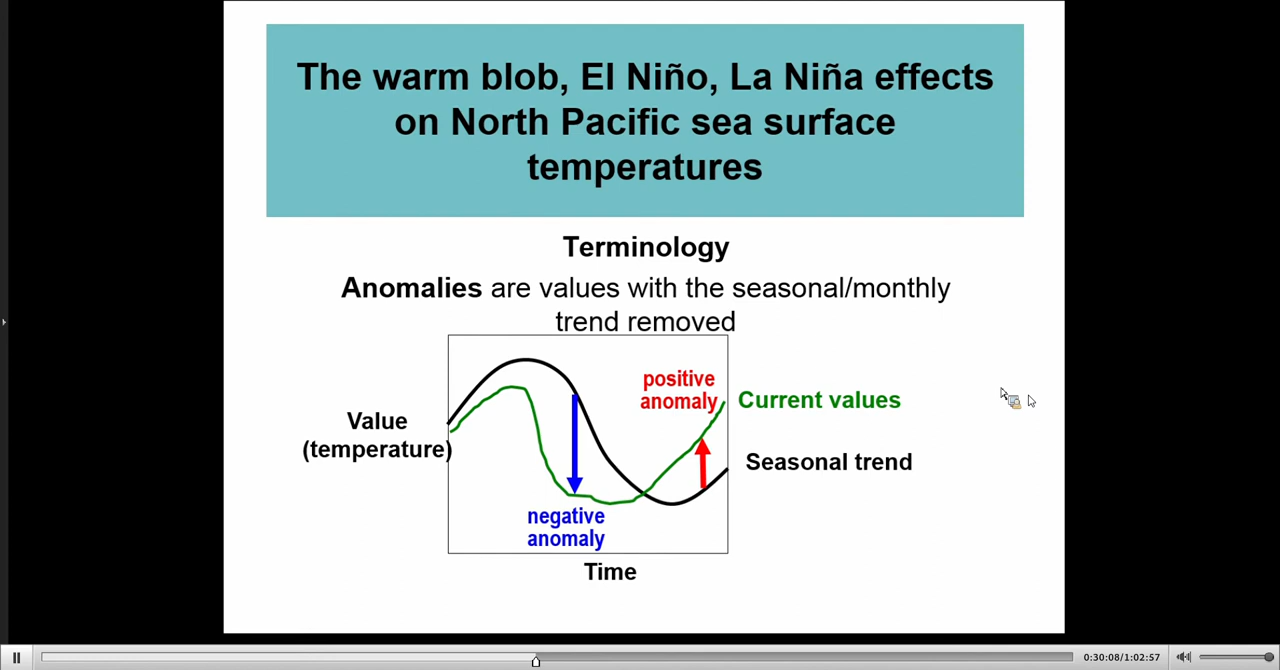 The warm blob, El Niño, La Niña effects
on North Pacific sea surface
temperatures
Terminology
Anomalies are values with the seasonal/monthly
trend removed
positive
anomaly
Current values
Value
(temperature)
Seasonal trend
negative
anomaly
Time
0:30:08/1:02:57